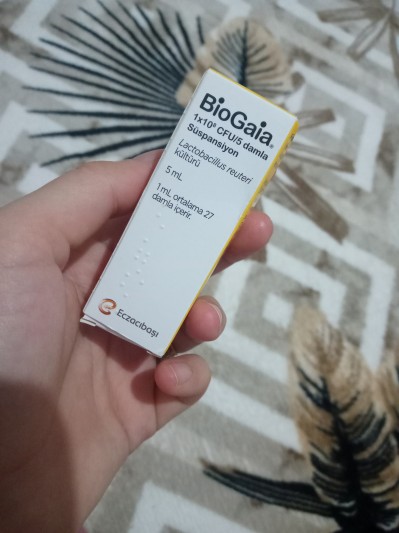 BioGaia®
1x10⁸ CFU/5 damla
Süspansiyon
Lactobacillus reuteri
kültürü
5 mL
1 mL ortalama 27
damla içerir.
Eczacıbaşı